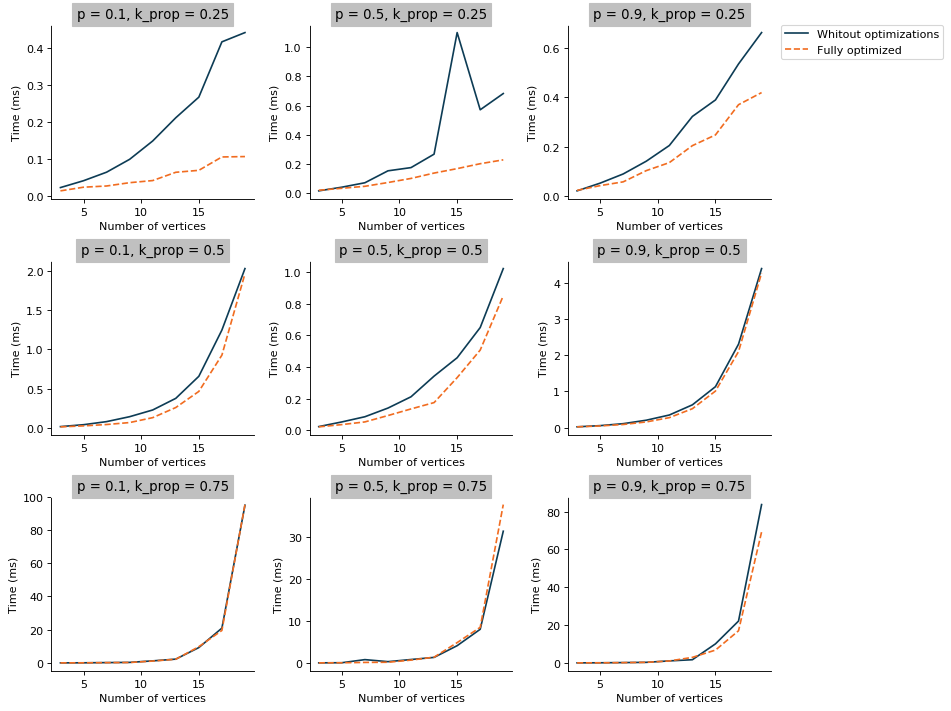 p = 0.1, k_prop = 0.25
p = 0.5, k_prop = 0.25
p = 0.9, k_prop = 0.25
Whitout optimizations
Fully optimized
Time (ms)
0.4
0.3
0.2
0.1
0.0
5
10
15
Number of vertices
Time (ms)
1.0
0.8
0.6
0.4
0.2
0.0
5
10
15
Number of vertices
Time (ms)
0.6
0.4
0.2
0.0
5
10
15
Number of vertices
p = 0.1, k_prop = 0.5
p = 0.5, k_prop = 0.5
p = 0.9, k_prop = 0.5
Time (ms)
2.0
1.5
1.0
0.5
0.0
5
10
15
Number of vertices
Time (ms)
1.0
0.8
0.6
0.4
0.2
0.0
5
10
15
Number of vertices
Time (ms)
4
3
2
1
0
5
10
15
Number of vertices
p = 0.1, k_prop = 0.75
p = 0.5, k_prop = 0.75
p = 0.9, k_prop = 0.75
Time (ms)
100
80
60
40
20
0
5
10
15
Number of vertices
Time (ms)
30
20
10
0
5
10
15
Number of vertices
Time (ms)
80
60
40
20
0
5
10
15
Number of vertices